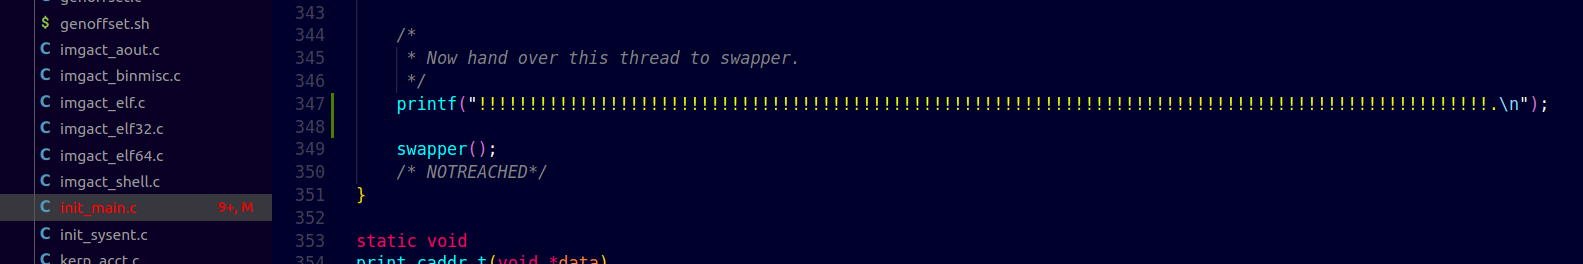 genoffset.c
genoffset.sh
imgact_aout.c
imgact_binmisc.c
imgact_elf.c
imgact_elf32.c
imgact_elf64.c
imgact_shell.c
init_main.c 9+, M
init_sysent.c
kern_acct.c
343
344 /*
345 * Now hand over this thread to swapper.
346 */
347 printf("!!!!!!!!!!!!!!!!!!!!!!!!!!!!!!!!!!!!!!!!!!!!!!!!!!!!!!!!!!!!!!!!!!!!!!!!!!!!!!!!!!!!!!!!!!!!!!!!!!!!.\n");
348
349 swapper();
350 /* NOTREACHED*/
351 }
352
353 static void
354 print_caddr_t(void *data)